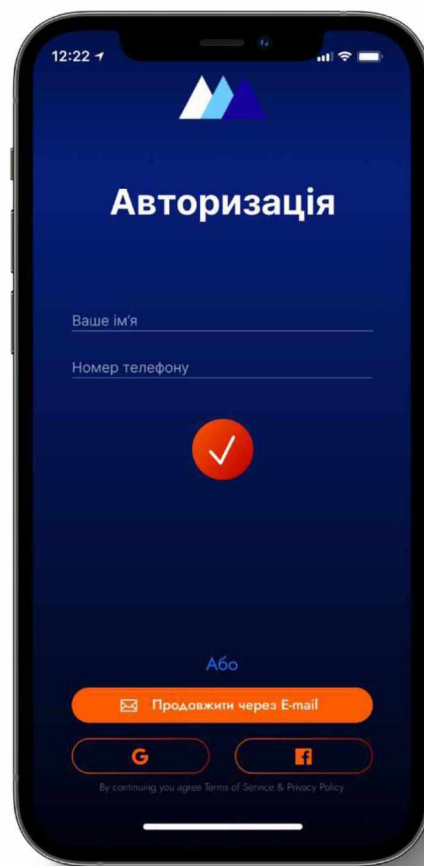 12:22
Авторизація
Ваше ім'я
Номер телефону
Або
Продовжити через E-mail
G f
By continuing you agree Terms of Service & Privacy Policy